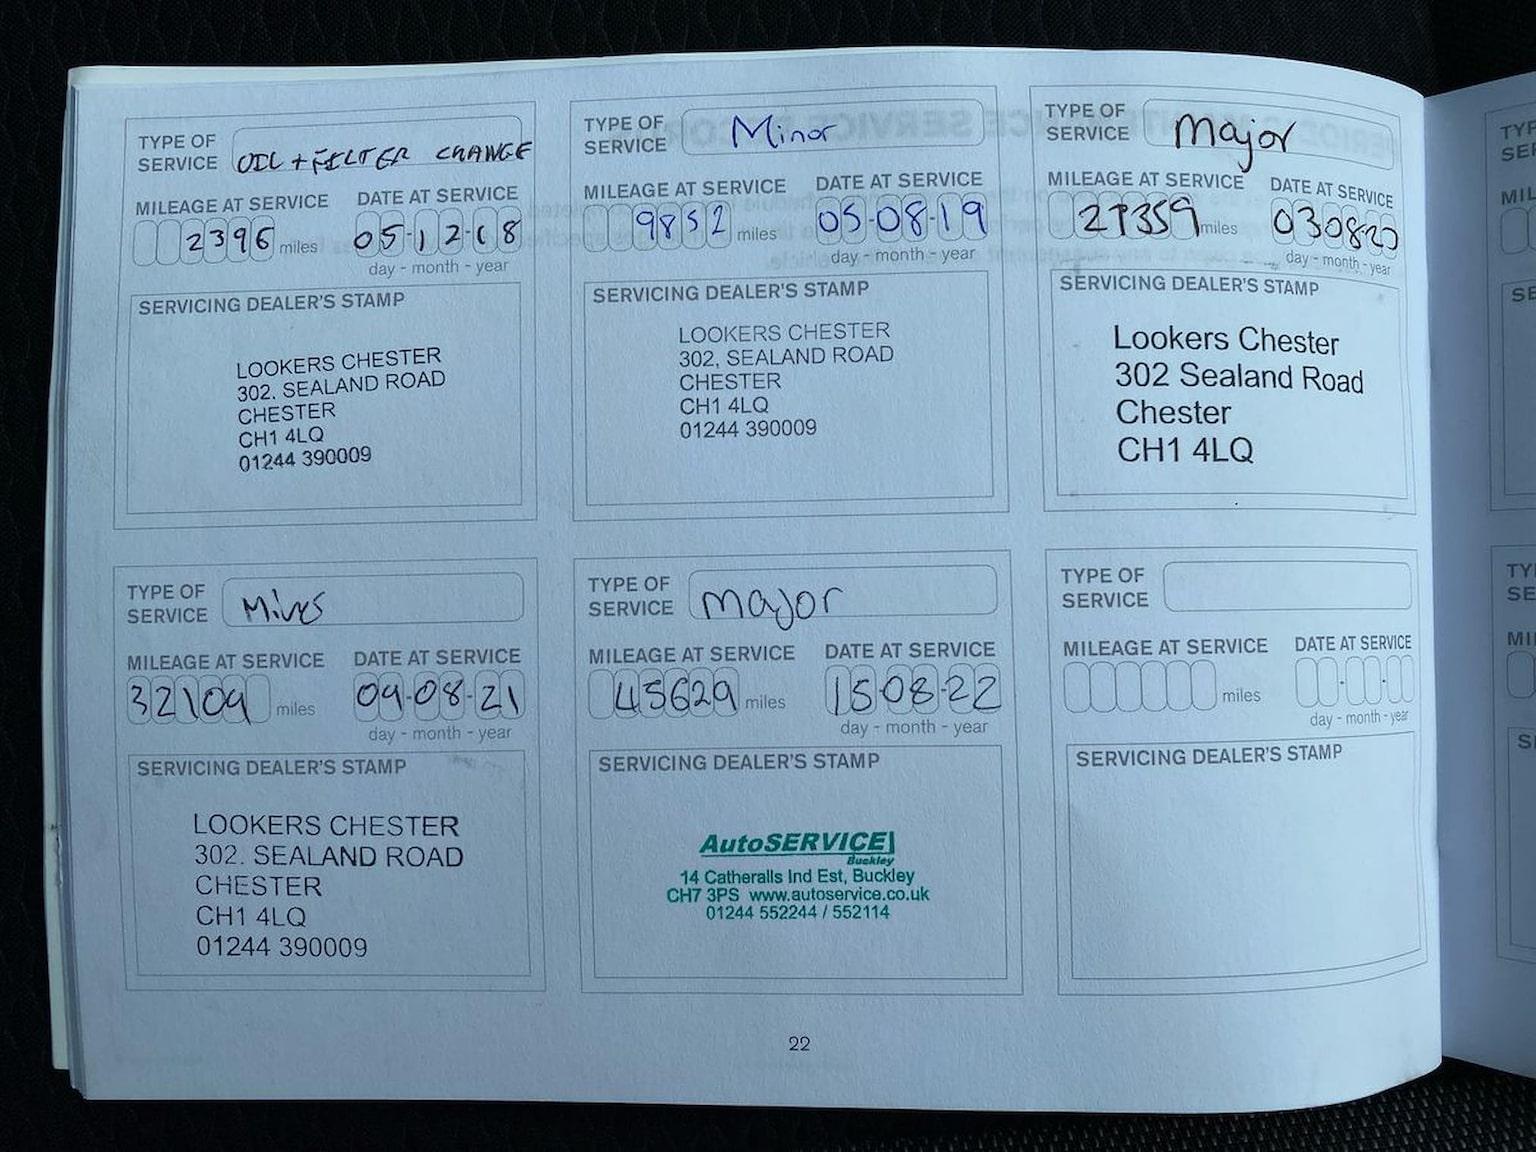 TYPE OF
SERVICE OIL + FILTER CHANGE
MILEAGE AT SERVICE DATE AT SERVICE
2396 miles 05-12-18
day - month - year
SERVICING DEALER'S STAMP
LOOKERS CHESTER
302. SEALAND ROAD
CHESTER
CH1 4LQ
01244 390009
TYPE OF
SERVICE Minor
MILEAGE AT SERVICE DATE AT SERVICE
9852 miles 05-08-19
day - month - year
SERVICING DEALER'S STAMP
LOOKERS CHESTER
302, SEALAND ROAD
CHESTER
CH1 4LQ
01244 390009
TYPE OF
SERVICE Major
MILEAGE AT SERVICE DATE AT SERVICE
27359 miles 030820
day - month - year
SERVICING DEALER'S STAMP
Lookers Chester
302 Sealand Road
Chester
CH1 4LQ
TYPE OF
SERVICE
MILEAGE AT SERVICE DATE AT SERVICE
32109 miles 09-08-21
day - month - year
SERVICING DEALER'S STAMP
LOOKERS CHESTER
302. SEALAND ROAD
CHESTER
CH1 4LQ
01244 390009
TYPE OF
SERVICE major
MILEAGE AT SERVICE DATE AT SERVICE
45629 miles 15-08-22
day - month - year
SERVICING DEALER'S STAMP
AutoSERVICE
Buckley
14 Catheralls Ind Est, Buckley
CH7 3PS www.autoservice.co.uk
01244 552244 / 552114
TYPE OF
SERVICE
MILEAGE AT SERVICE DATE AT SERVICE
miles
day - month - year
SERVICING DEALER'S STAMP
22